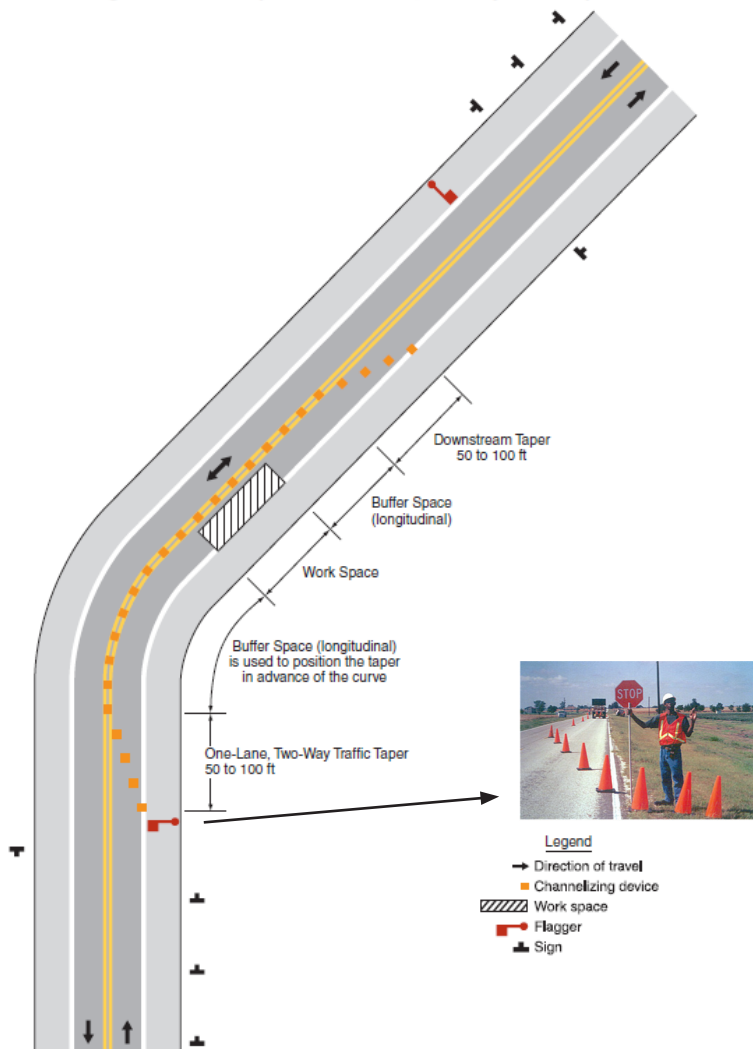 Downstream Taper
50 to 100 ft
Buffer Space
(longitudinal)
Work Space
Buffer Space (longitudinal)
is used to position the taper
in advance of the curve
One-Lane, Two-Way Traffic Taper
50 to 100 ft
STOP
Legend
Direction of travel
Channelizing device
Work space
Flagger
Sign